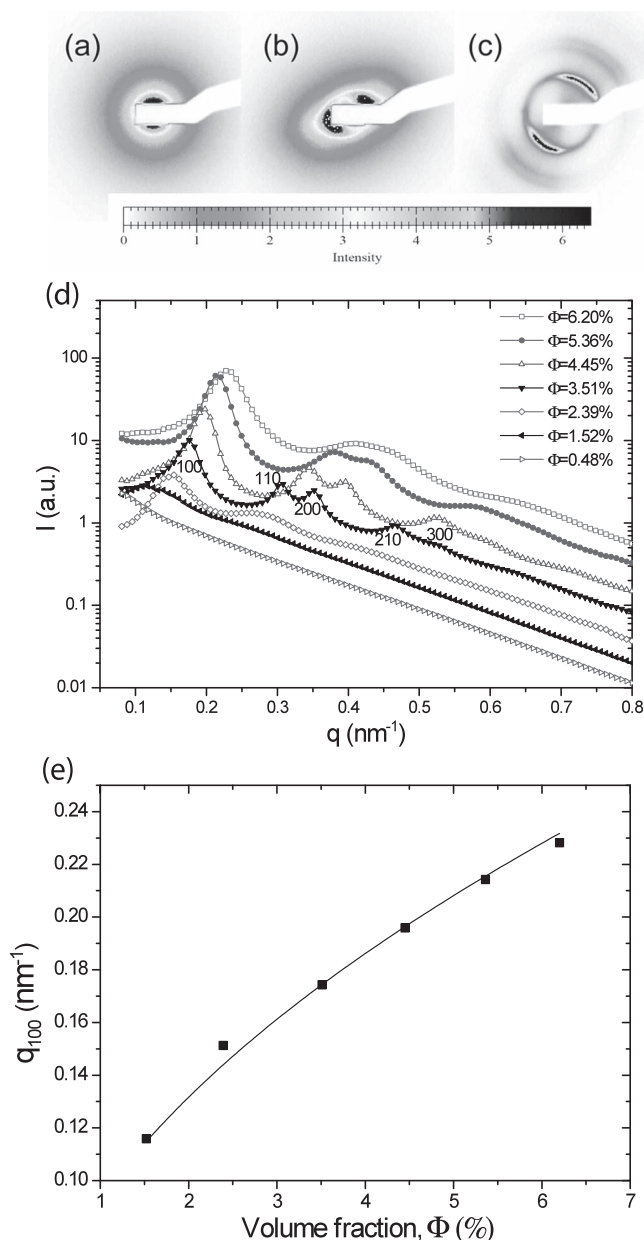 (a) (b) (c)
0 1 2 3 4 5 6
Intensity
(d)
Φ=6.20%
Φ=5.36%
Φ=4.45%
Φ=3.51%
Φ=2.39%
Φ=1.52%
Φ=0.48%
100
10
1
0.1
0.01
I (a.u.)
100
110
200
210
300
0.1 0.2 0.3 0.4 0.5 0.6 0.7 0.8
q (nm⁻¹)
(e)
0.24
0.22
0.20
0.18
0.16
0.14
0.12
0.10
q₁₀₀ (nm⁻¹)
1 2 3 4 5 6 7
Volume fraction, Φ (%)